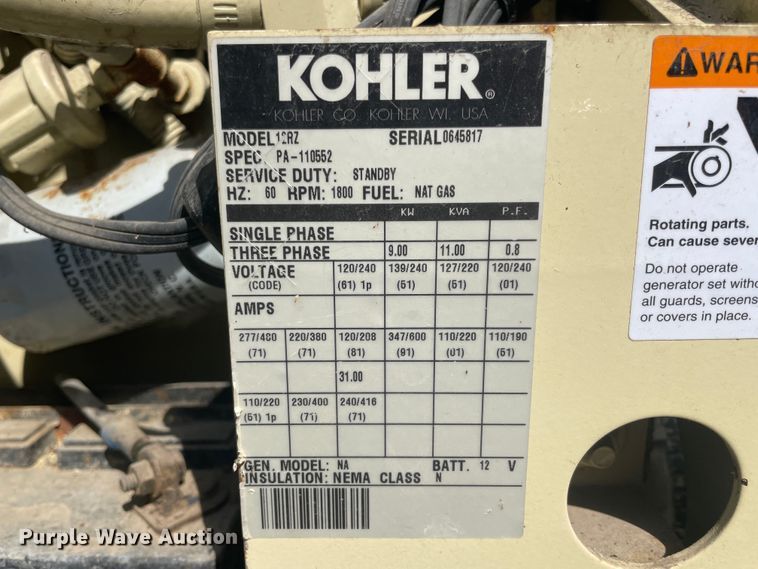 KOHLER®
KOHLER CO. KOHLER WI. USA
MODEL 12RZ SERIAL 0645817
SPEC PA-110552
SERVICE DUTY: STANDBY
HZ: 60 RPM: 1800 FUEL: NAT GAS
KW KVA P.F.
SINGLE PHASE
THREE PHASE 9.00 11.00 0.8
VOLTAGE 120/240 139/240 127/220 120/240
(CODE) (61) 1p (51) (51) (01)
AMPS
277/480 220/380 120/208 347/600 110/220 110/190
(71) (71) (81) (91) (01) (51)
31.00
110/220 230/400 240/416
(61) 1p (71) (71)
GEN. MODEL: NA BATT. 12 V
INSULATION: NEMA CLASS N
WAR
Rotating parts.
Can cause sever
Do not operate
generator set witho
all guards, screens
or covers in place.
INSTRUCTION
Purple Wave Auction